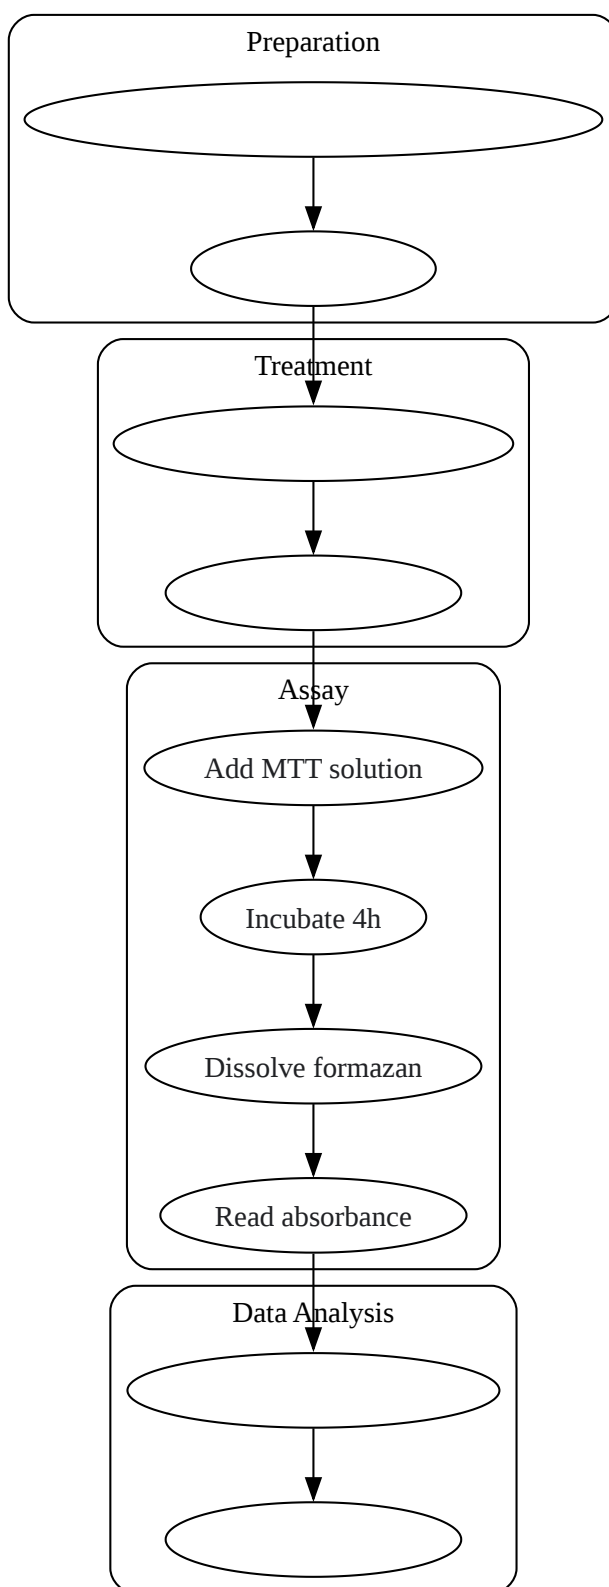 Preparation
Treatment
Assay
Add MTT solution
Incubate 4h
Dissolve formazan
Read absorbance
Data Analysis